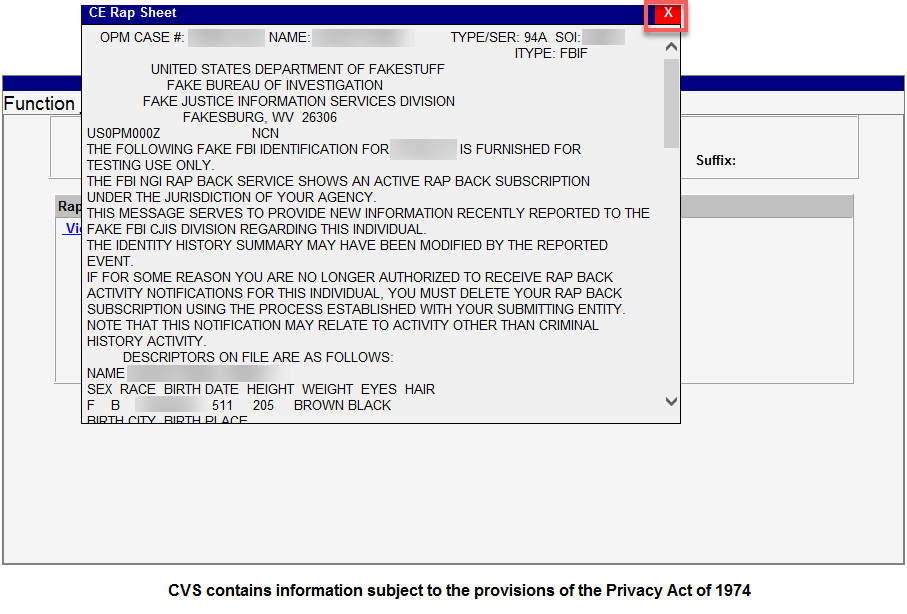 CE Rap Sheet X
OPM CASE #: NAME: TYPE/SER: 94A SOI:
ITYPE: FBIF
UNITED STATES DEPARTMENT OF FAKESTUFF
FAKE BUREAU OF INVESTIGATION
FAKE JUSTICE INFORMATION SERVICES DIVISION
FAKESBURG, WV 26306
US0PM000Z NCN
THE FOLLOWING FAKE FBI IDENTIFICATION FOR IS FURNISHED FOR
TESTING USE ONLY.
THE FBI NGI RAP BACK SERVICE SHOWS AN ACTIVE RAP BACK SUBSCRIPTION
UNDER THE JURISDICTION OF YOUR AGENCY.
THIS MESSAGE SERVES TO PROVIDE NEW INFORMATION RECENTLY REPORTED TO THE
FAKE FBI CJIS DIVISION REGARDING THIS INDIVIDUAL.
THE IDENTITY HISTORY SUMMARY MAY HAVE BEEN MODIFIED BY THE REPORTED
EVENT.
IF FOR SOME REASON YOU ARE NO LONGER AUTHORIZED TO RECEIVE RAP BACK
ACTIVITY NOTIFICATIONS FOR THIS INDIVIDUAL, YOU MUST DELETE YOUR RAP BACK
SUBSCRIPTION USING THE PROCESS ESTABLISHED WITH YOUR SUBMITTING ENTITY.
NOTE THAT THIS NOTIFICATION MAY RELATE TO ACTIVITY OTHER THAN CRIMINAL
HISTORY ACTIVITY.
DESCRIPTORS ON FILE ARE AS FOLLOWS:
NAME
SEX RACE BIRTH DATE HEIGHT WEIGHT EYES HAIR
F B 511 205 BROWN BLACK
BIRTH CITY BIRTH PLACE
Function
Suffix:
Rap
Vi
CVS contains information subject to the provisions of the Privacy Act of 1974